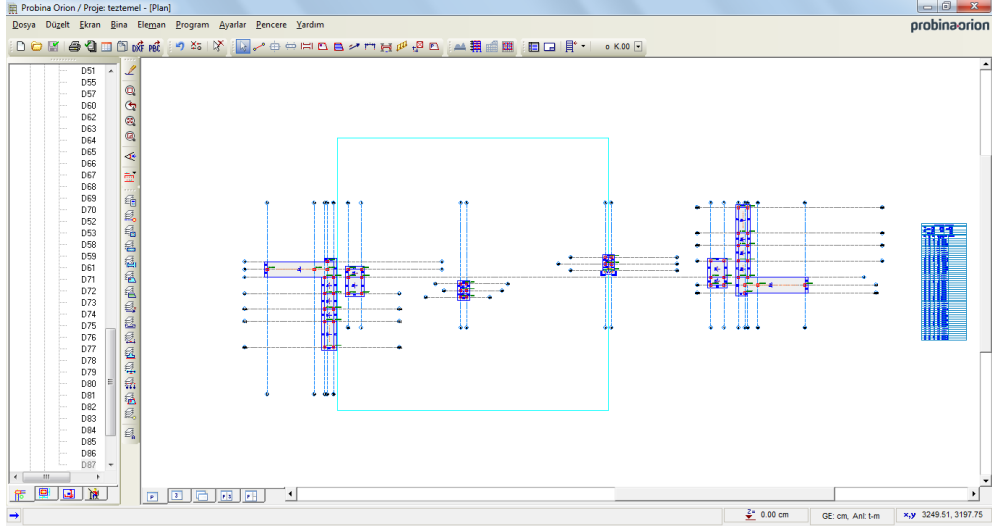 Probina Orion / Proje: teztemel - [Plan]
Dosya Düzelt Ekran Bina Eleman Program Ayarlar Pencere Yardım
probinaorion
DXF PBC o K.00
D51
D55
D57
D60
D62
D63
D64
D65
D66
D67
D68
D69
D70
D52
D53
D58
D59
D61
D71
D72
D73
D74
D75
D76
D77
D78
D79
D80
D81
D82
D83
D84
D85
D86
D87
Z= 0.00 cm GE: cm, Anl: t-m x,y 3249.51, 3197.75